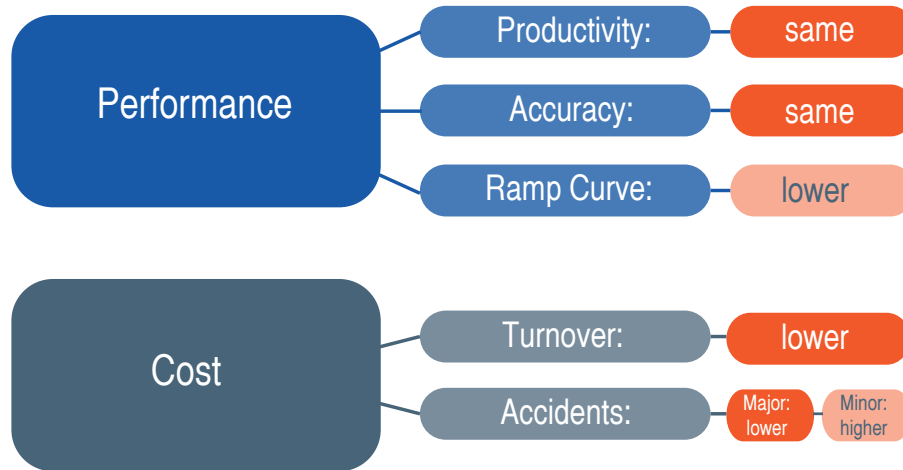 Performance
Productivity:
same
Accuracy:
same
Ramp Curve:
lower
Cost
Turnover:
lower
Accidents:
Major:
lower
Minor:
higher